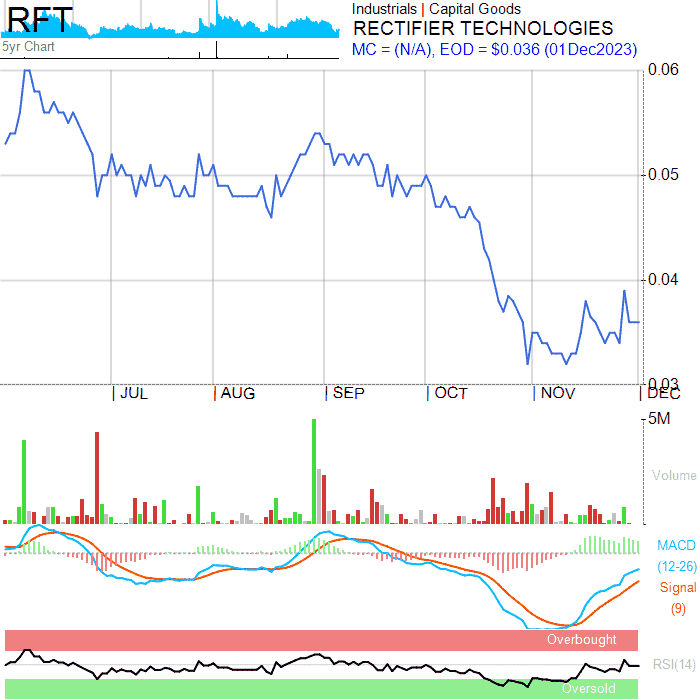 RFT
5yr Chart
Industrials | Capital Goods
RECTIFIER TECHNOLOGIES
MC = (N/A), EOD = $0.036 (01Dec2023)
0.06
0.05
0.04
0.03
JUL AUG SEP OCT NOV DEC
5M
Volume
MACD
(12-26)
Signal
(9)
Overbought
RSI(14)
Oversold